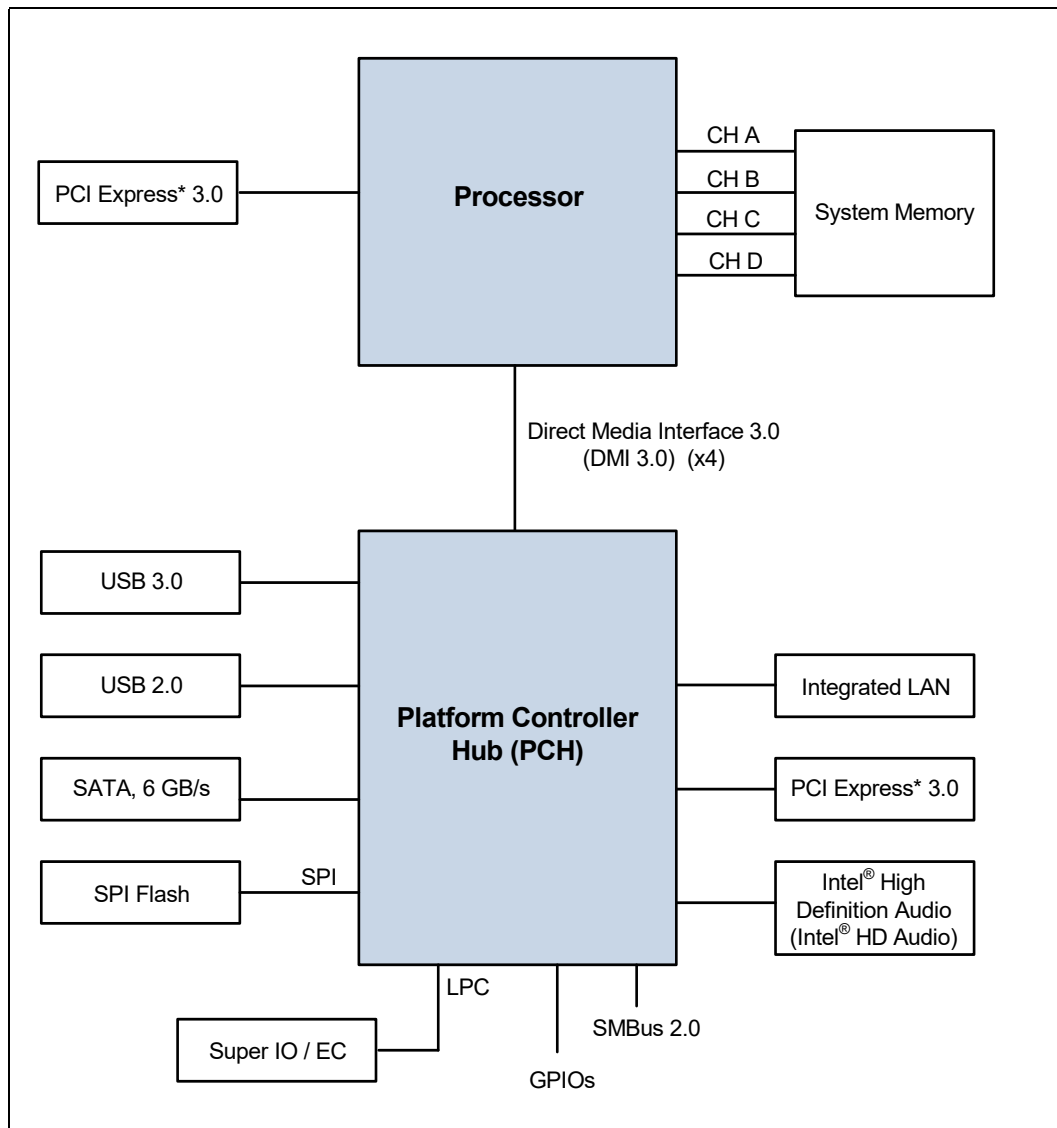 CH A
CH B
CH C
CH D
PCI Express* 3.0
Processor
System Memory
Direct Media Interface 3.0
(DMI 3.0) (x4)
USB 3.0
USB 2.0
SATA, 6 GB/s
SPI Flash
SPI
Platform Controller
Hub (PCH)
Integrated LAN
PCI Express* 3.0
Intel® High
Definition Audio
(Intel® HD Audio)
LPC
Super IO / EC
SMBus 2.0
GPIOs